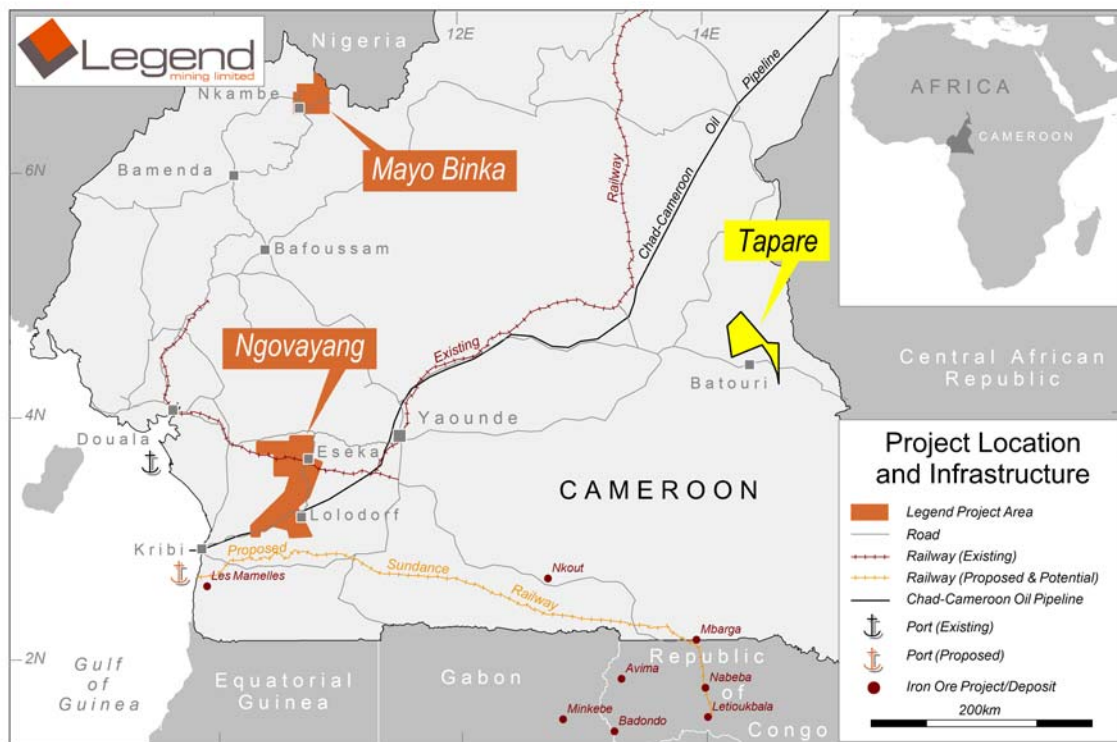 Legend
mining limited
Nigeria
12E
14E
Pipeline
Nkambe
Mayo Binka
Oil
Railway
Chad-Cameroon
6N
Bamenda
Bafoussam
Tapare
AFRICA
CAMEROON
Ngovayang
Existing
Central African
Republic
Batouri
4N
Yaounde
Douala
Eseka
CAMEROON
Lolodorf
Kribi
Proposed
Sundance
Railway
Les Mamelles
Nkout
Mbarga
2N
Gulf
of
Guinea
Equatorial
Guinea
Gabon
Republic
of
Congo
Avima
Nabeba
Minkebe
Letioukbala
Badondo
Project Location
and Infrastructure
Legend Project Area
Road
Railway (Existing)
Railway (Proposed & Potential)
Chad-Cameroon Oil Pipeline
Port (Existing)
Port (Proposed)
Iron Ore Project/Deposit
200km